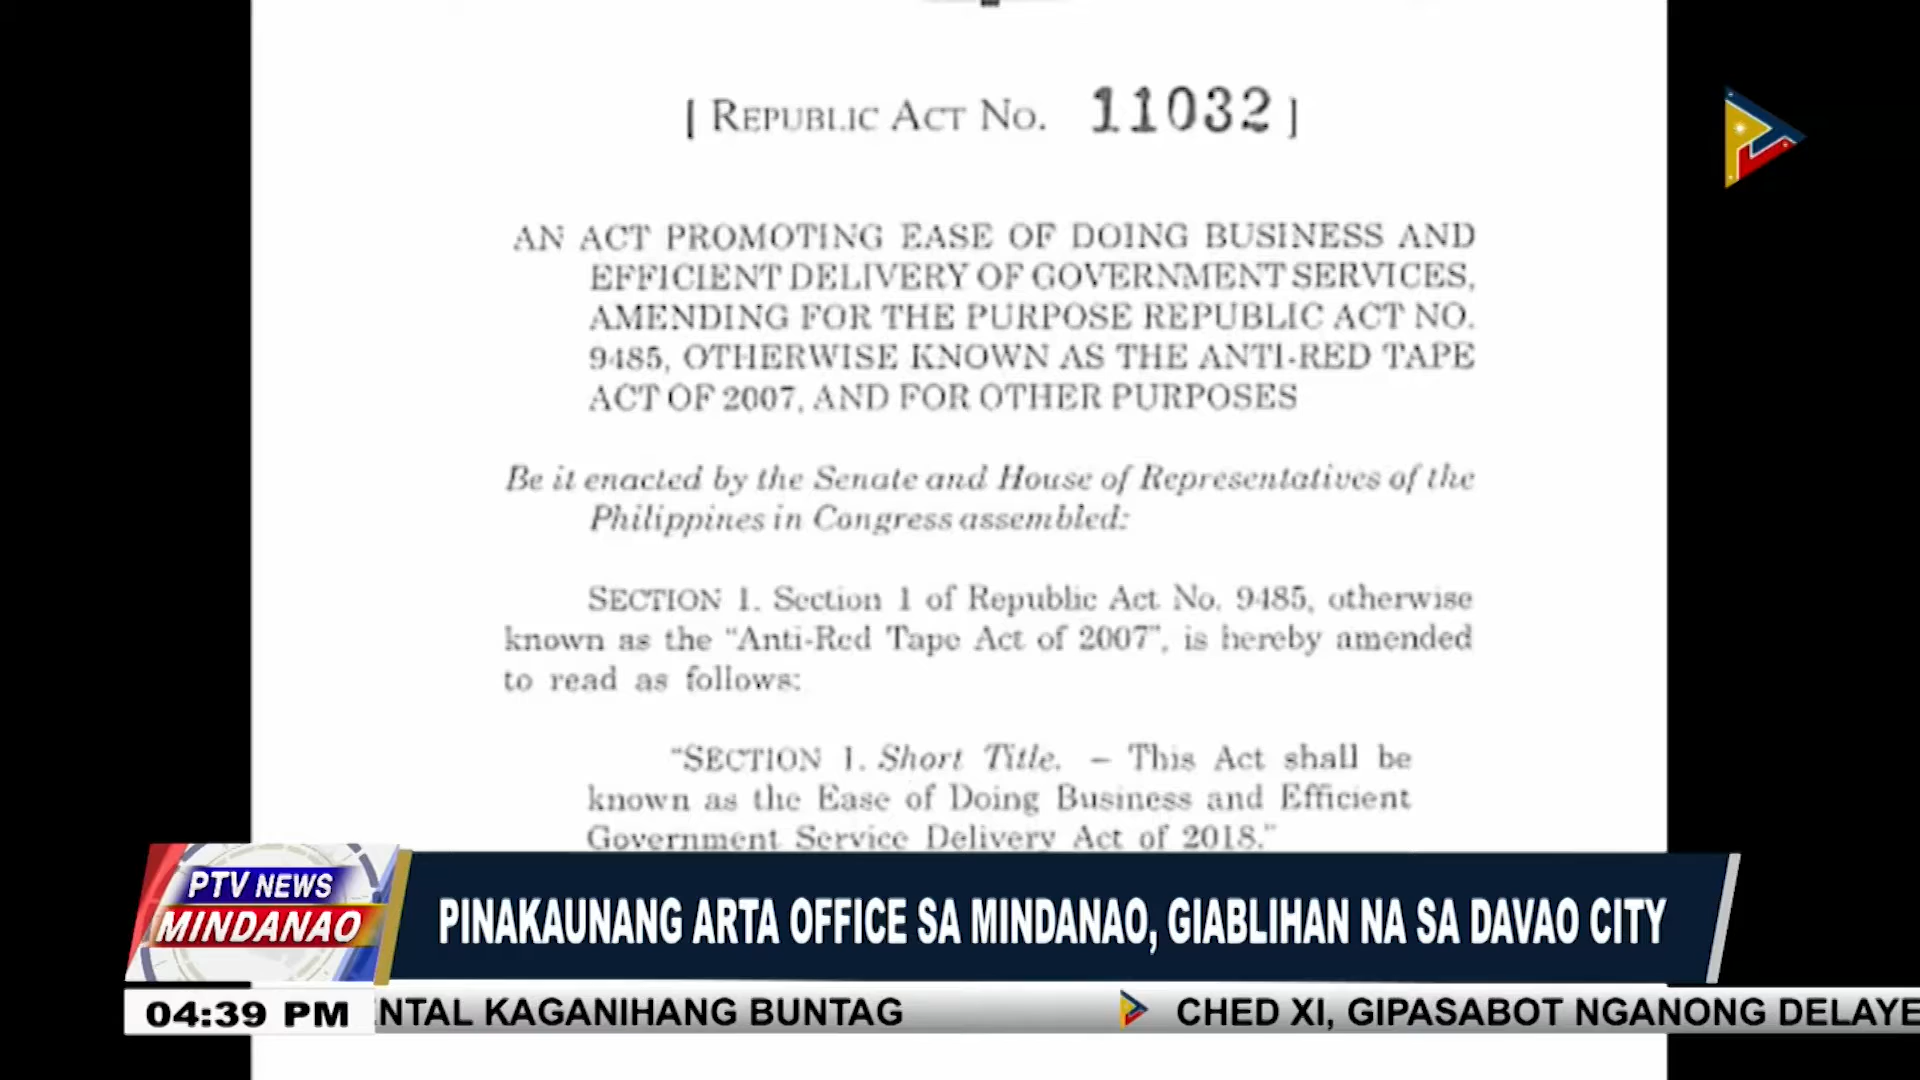 [ REPUBLIC ACT NO. 11032 ]
AN ACT PROMOTING EASE OF DOING BUSINESS AND
EFFICIENT DELIVERY OF GOVERNMENT SERVICES,
AMENDING FOR THE PURPOSE REPUBLIC ACT NO.
9485, OTHERWISE KNOWN AS THE ANTI-RED TAPE
ACT OF 2007, AND FOR OTHER PURPOSES
Be it enacted by the Senate and House of Representatives of the
Philippines in Congress assembled:
SECTION 1. Section 1 of Republic Act No. 9485, otherwise
known as the "Anti-Red Tape Act of 2007", is hereby amended
to read as follows:
"SECTION 1. Short Title. – This Act shall be
known as the Ease of Doing Business and Efficient
Government Service Delivery Act of 2018."
PTV NEWS
MINDANAO
PINAKAUNANG ARTA OFFICE SA MINDANAO, GIABLIHAN NA SA DAVAO CITY
04:39 PM
ENTAL KAGANIHANG BUNTAG
CHED XI, GIPASABOT NGANONG DELAYE